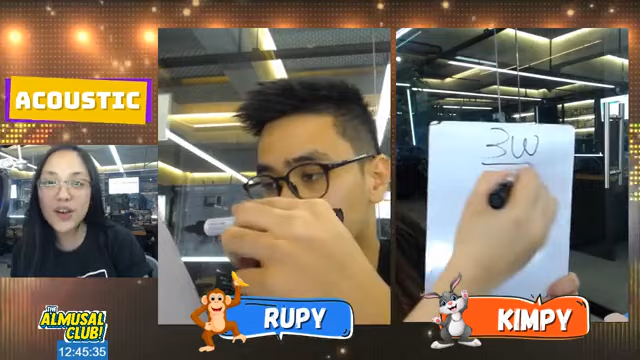 ACOUSTIC
3W
THE
ALMUSAL
CLUB!
12:45:35
RUPY
KIMPY